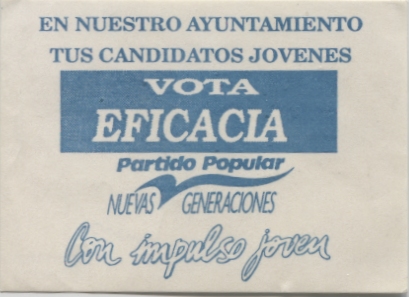 EN NUESTRO AYUNTAMIENTO
TUS CANDIDATOS JOVENES
VOTA
EFICACIA
Partido Popular
NUEVAS GENERACIONES
Con impulso joven